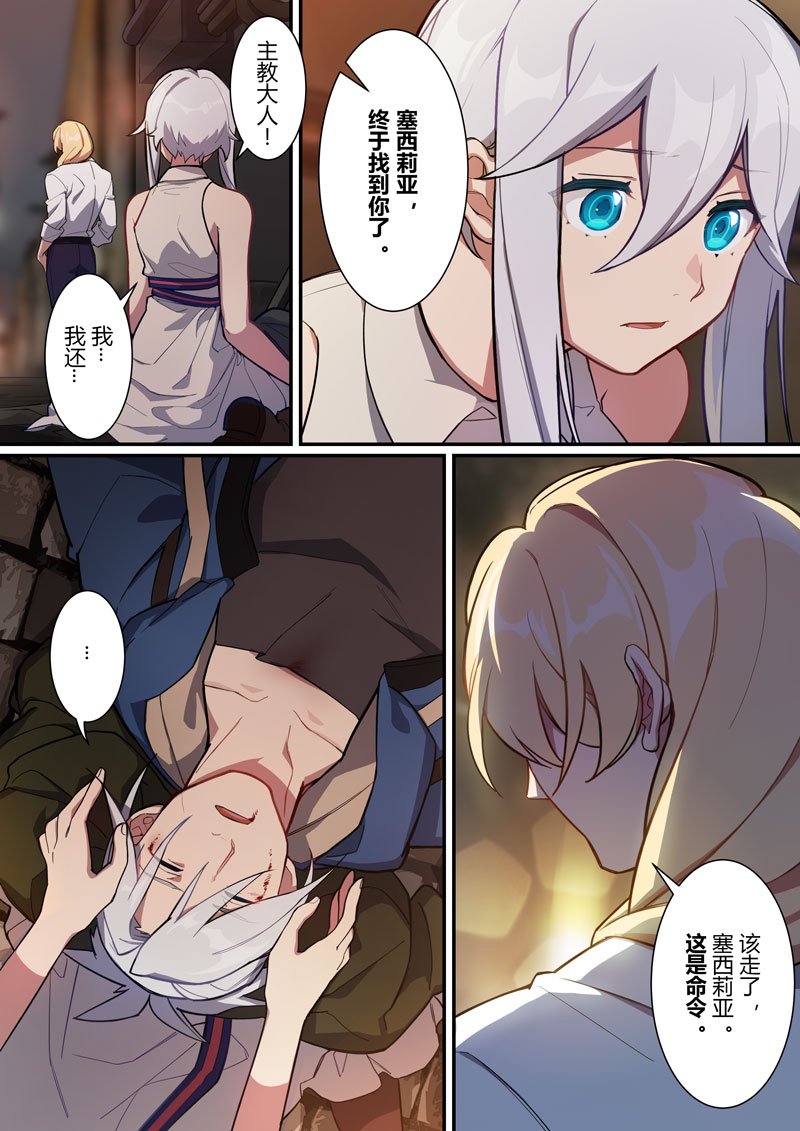 塞西莉亚，
终于找到你了。
主教大人！
我…
我还…
该走了，
塞西莉亚。
这是命令。
…